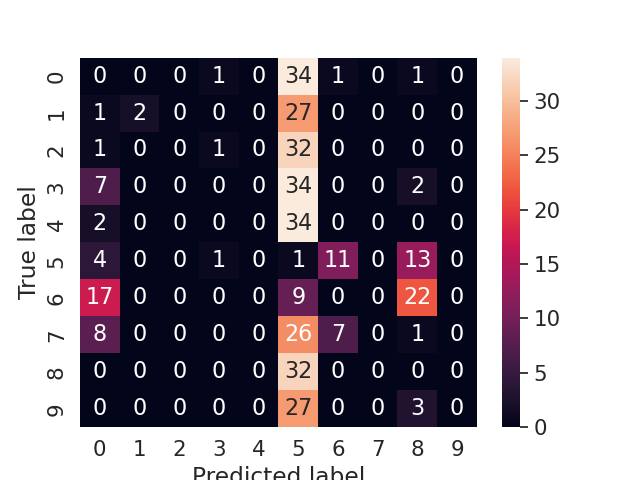 0 0 0 0 1 0 34 1 0 1 0
1 1 2 0 0 0 27 0 0 0 0
2 1 0 0 1 0 32 0 0 0 0
3 7 0 0 0 0 34 0 0 2 0
4 2 0 0 0 0 34 0 0 0 0
5 4 0 0 1 0 1 11 0 13 0
6 17 0 0 0 0 9 0 0 22 0
7 8 0 0 0 0 26 7 0 1 0
8 0 0 0 0 0 32 0 0 0 0
9 0 0 0 0 0 27 0 0 3 0
0 1 2 3 4 5 6 7 8 9
True label
Predicted label
30
25
20
15
10
5
0